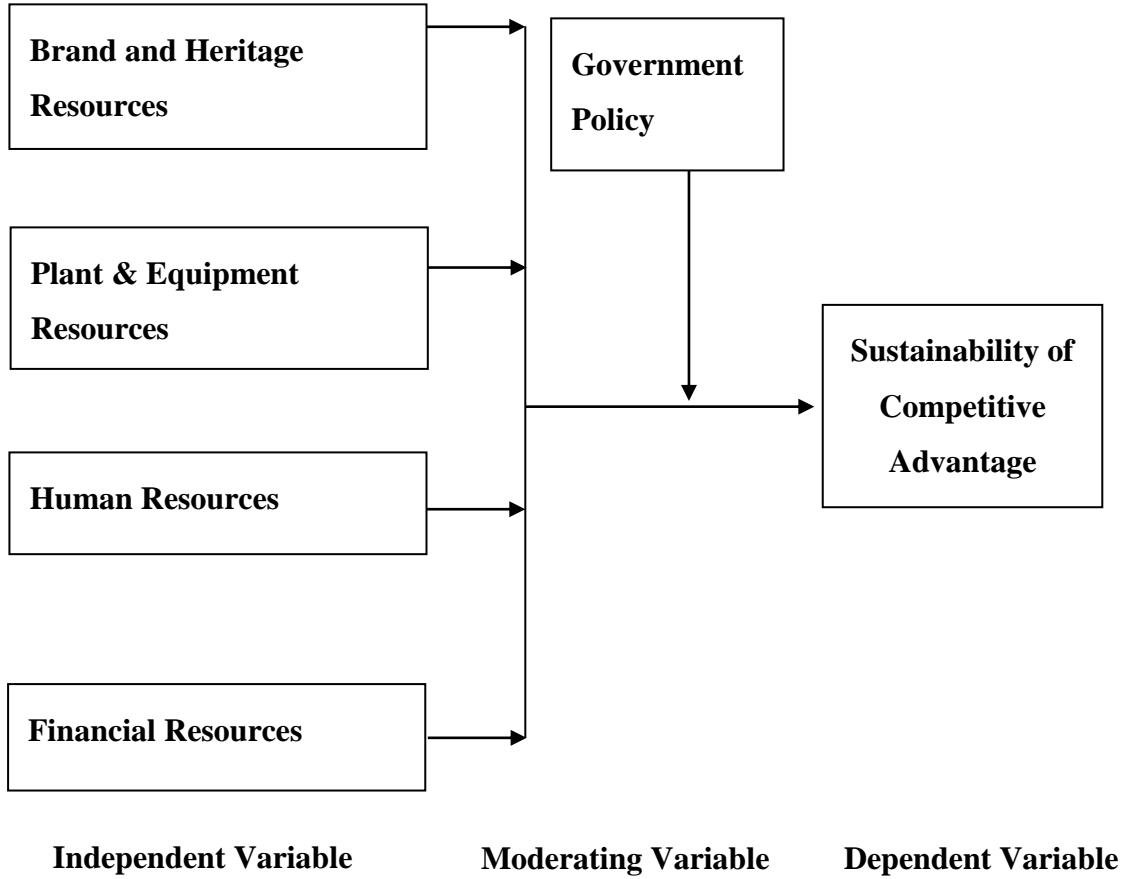 Brand and Heritage
Resources
Government
Policy
Plant & Equipment
Resources
Sustainability of
Competitive
Advantage
Human Resources
Financial Resources
Independent Variable
Moderating Variable
Dependent Variable